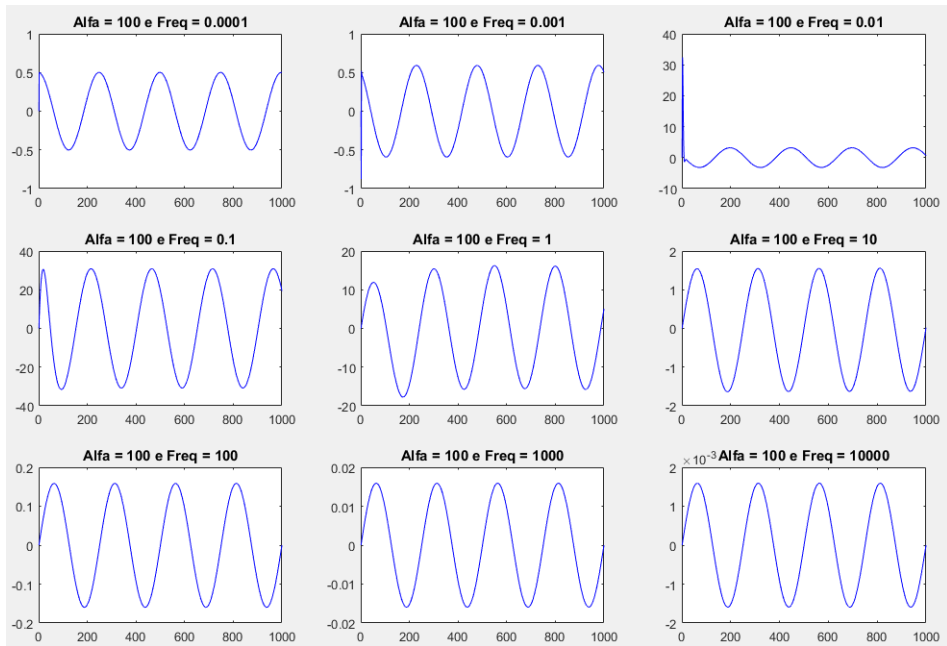 Alfa = 100 e Freq = 0.0001
1
0.5
0
-0.5
-1
0 200 400 600 800 1000
Alfa = 100 e Freq = 0.001
1
0.5
0
-0.5
-1
0 200 400 600 800 1000
Alfa = 100 e Freq = 0.01
40
30
20
10
0
-10
0 200 400 600 800 1000
Alfa = 100 e Freq = 0.1
40
20
0
-20
-40
0 200 400 600 800 1000
Alfa = 100 e Freq = 1
20
10
0
-10
-20
0 200 400 600 800 1000
Alfa = 100 e Freq = 10
2
1
0
-1
-2
0 200 400 600 800 1000
Alfa = 100 e Freq = 100
0.2
0.1
0
-0.1
-0.2
0 200 400 600 800 1000
Alfa = 100 e Freq = 1000
0.02
0.01
0
-0.01
-0.02
0 200 400 600 800 1000
×10⁻³ Alfa = 100 e Freq = 10000
2
1
0
-1
-2
0 200 400 600 800 1000